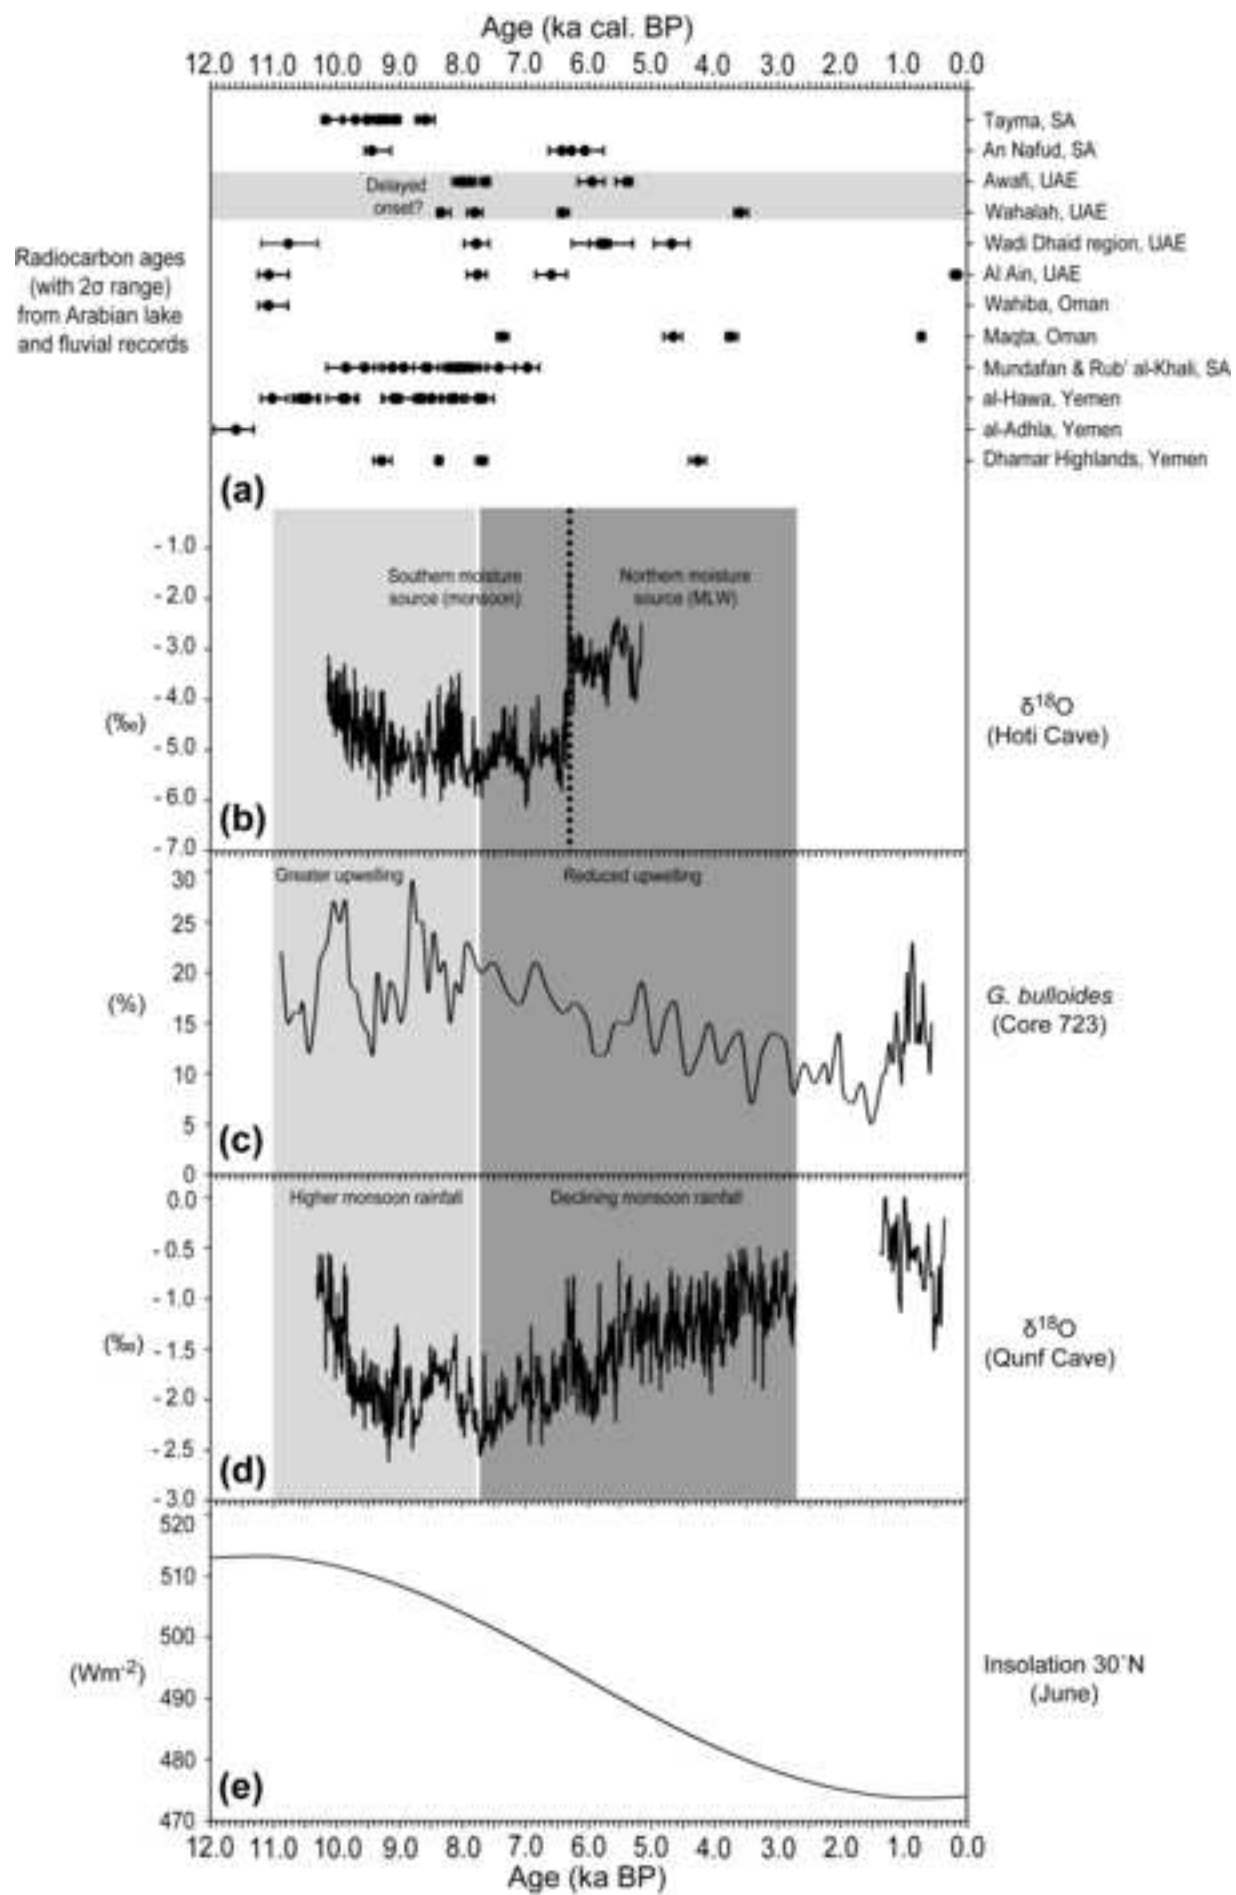 Age (ka cal. BP)
12.0 11.0 10.0 9.0 8.0 7.0 6.0 5.0 4.0 3.0 2.0 1.0 0.0
Tayma, SA
An Nafud, SA
Awafi, UAE
Delayed
onset?
Wahalah, UAE
Wadi Dhaid region, UAE
Radiocarbon ages
(with 2σ range)
from Arabian lake
and fluvial records
Al Ain, UAE
Wahiba, Oman
Maqta, Oman
Mundafan & Rub' al-Khali, SA
al-Hawa, Yemen
al-Adhla, Yemen
Dhamar Highlands, Yemen
(a)
- 1.0
- 2.0
- 3.0
- 4.0
- 5.0
- 6.0
- 7.0
(‰)
Southern moisture
source (monsoon)
Northern moisture
source (MLW)
δ¹⁸O
(Hoti Cave)
(b)
30
25
20
15
10
5
0
(%)
Greater upwelling
Reduced upwelling
G. bulloides
(Core 723)
(c)
0.0
- 0.5
- 1.0
- 1.5
- 2.0
- 2.5
- 3.0
(‰)
Higher monsoon rainfall
Declining monsoon rainfall
δ¹⁸O
(Qunf Cave)
(d)
520
510
500
490
480
470
(Wm⁻²)
Insolation 30˚N
(June)
(e)
12.0 11.0 10.0 9.0 8.0 7.0 6.0 5.0 4.0 3.0 2.0 1.0 0.0
Age (ka BP)